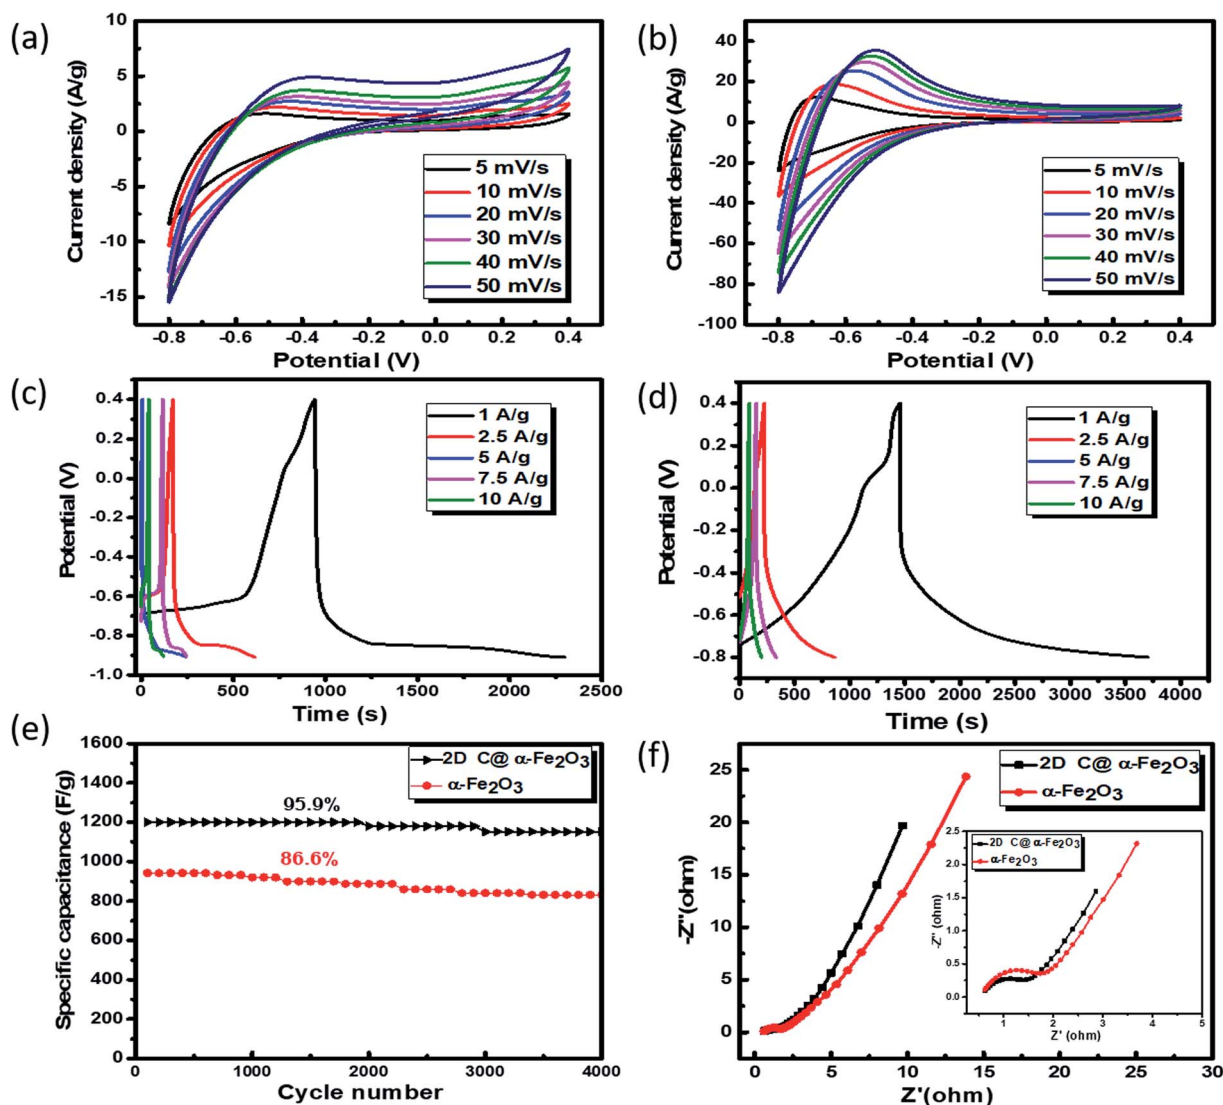 (a)
10
5
0
-5
-10
-15
Current density (A/g)
5 mV/s
10 mV/s
20 mV/s
30 mV/s
40 mV/s
50 mV/s
-0.8 -0.6 -0.4 -0.2 0.0 0.2 0.4
Potential (V)
(b)
40
20
0
-20
-40
-60
-80
-100
Current density (A/g)
5 mV/s
10 mV/s
20 mV/s
30 mV/s
40 mV/s
50 mV/s
-0.8 -0.6 -0.4 -0.2 0.0 0.2 0.4
Potential (V)
(c)
0.4
0.2
0.0
-0.2
-0.4
-0.6
-0.8
-1.0
Potential (V)
1 A/g
2.5 A/g
5 A/g
7.5 A/g
10 A/g
0 500 1000 1500 2000 2500
Time (s)
(d)
0.4
0.2
0.0
-0.2
-0.4
-0.6
-0.8
Potential (V)
1 A/g
2.5 A/g
5 A/g
7.5 A/g
10 A/g
0 500 1000 1500 2000 2500 3000 3500 4000
Time (s)
(e)
1600
1400
1200
1000
800
600
400
200
0
Specific capacitance (F/g)
2D C@ α-Fe₂O₃
α-Fe₂O₃
95.9%
86.6%
0 1000 2000 3000 4000
Cycle number
(f)
25
20
15
10
5
0
-Z''(ohm)
2D C@ α-Fe₂O₃
α-Fe₂O₃
2.5
2.0
1.5
1.0
0.5
0.0
-Z'' (ohm)
2D C@ α-Fe₂O₃
α-Fe₂O₃
0 1 2 3 4 5
Z' (ohm)
0 5 10 15 20 25 30
Z'(ohm)